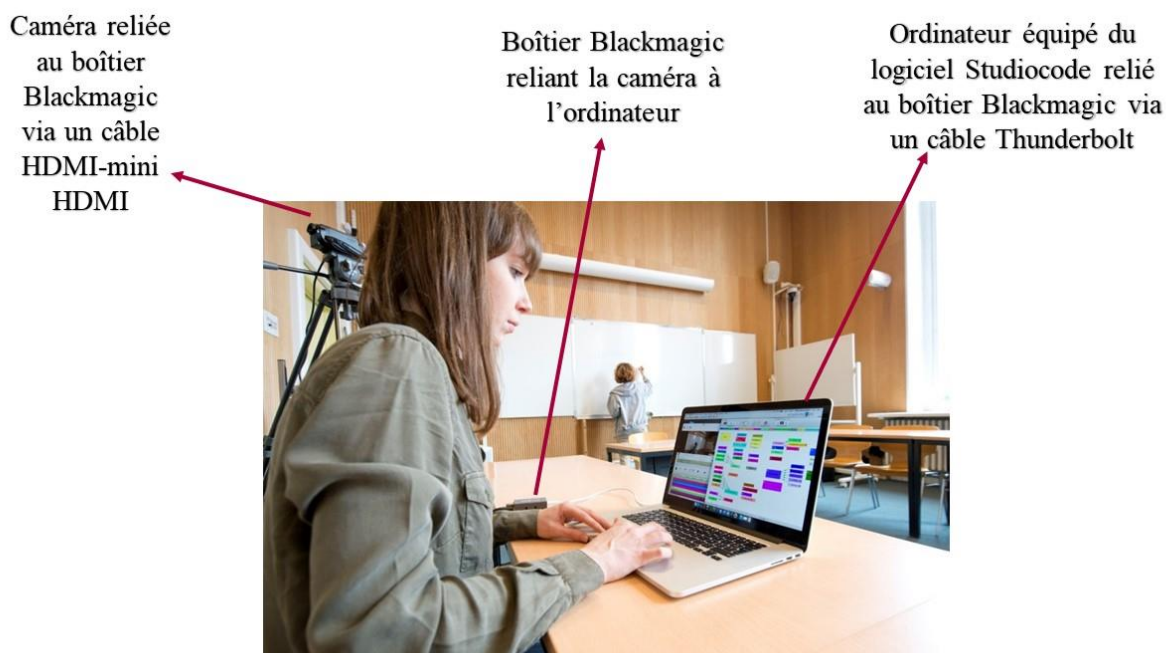 Caméra reliée
au boîtier
Blackmagic
via un câble
HDMI-mini
HDMI
Boîtier Blackmagic
reliant la caméra à
l’ordinateur
Ordinateur équipé du
logiciel Studiocode relié
au boîtier Blackmagic via
un câble Thunderbolt